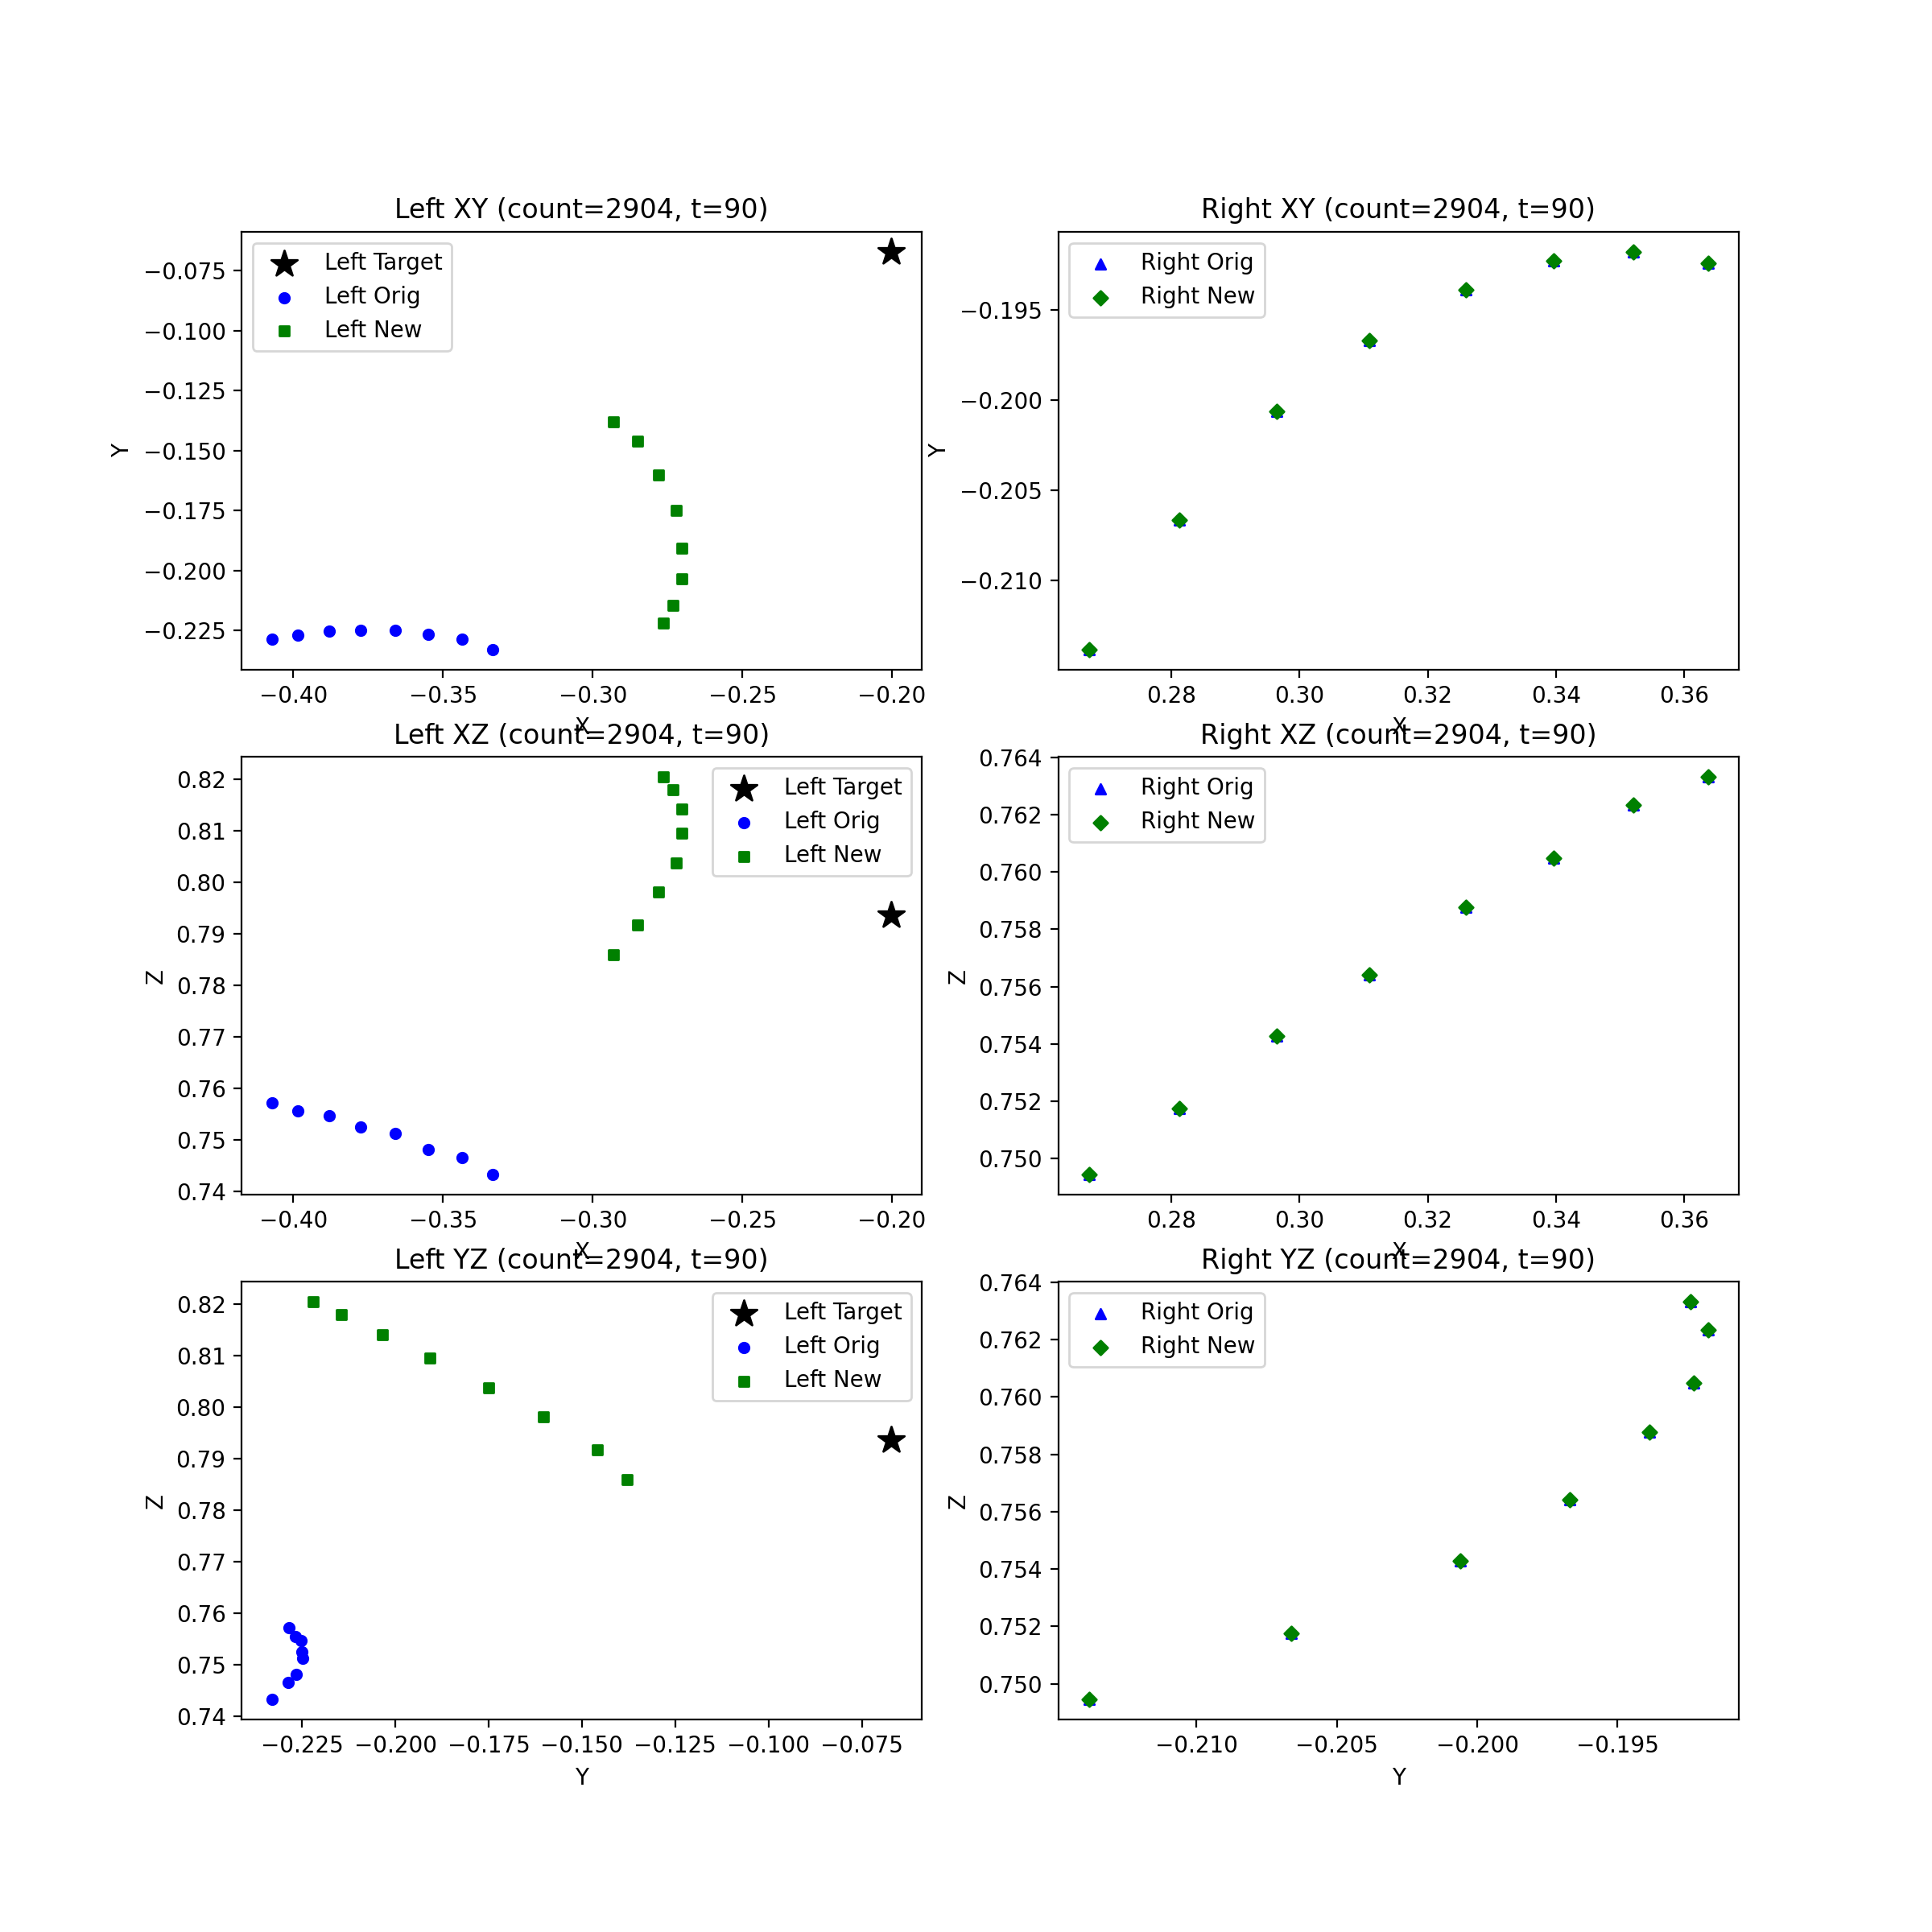 Left XY (count=2904, t=90)
Left Target
Left Orig
Left New
−0.075
−0.100
−0.125
−0.150
−0.175
−0.200
−0.225
Y
−0.40
−0.35
−0.30
−0.25
−0.20
X
Right XY (count=2904, t=90)
Right Orig
Right New
−0.195
−0.200
−0.205
−0.210
Y
0.28
0.30
0.32
0.34
0.36
X
Left XZ (count=2904, t=90)
Left Target
Left Orig
Left New
0.82
0.81
0.80
0.79
0.78
0.77
0.76
0.75
0.74
Z
−0.40
−0.35
−0.30
−0.25
−0.20
X
Right XZ (count=2904, t=90)
Right Orig
Right New
0.764
0.762
0.760
0.758
0.756
0.754
0.752
0.750
Z
0.28
0.30
0.32
0.34
0.36
X
Left YZ (count=2904, t=90)
Left Target
Left Orig
Left New
0.82
0.81
0.80
0.79
0.78
0.77
0.76
0.75
0.74
Z
−0.225
−0.200
−0.175
−0.150
−0.125
−0.100
−0.075
Y
Right YZ (count=2904, t=90)
Right Orig
Right New
0.764
0.762
0.760
0.758
0.756
0.754
0.752
0.750
Z
−0.210
−0.205
−0.200
−0.195
Y